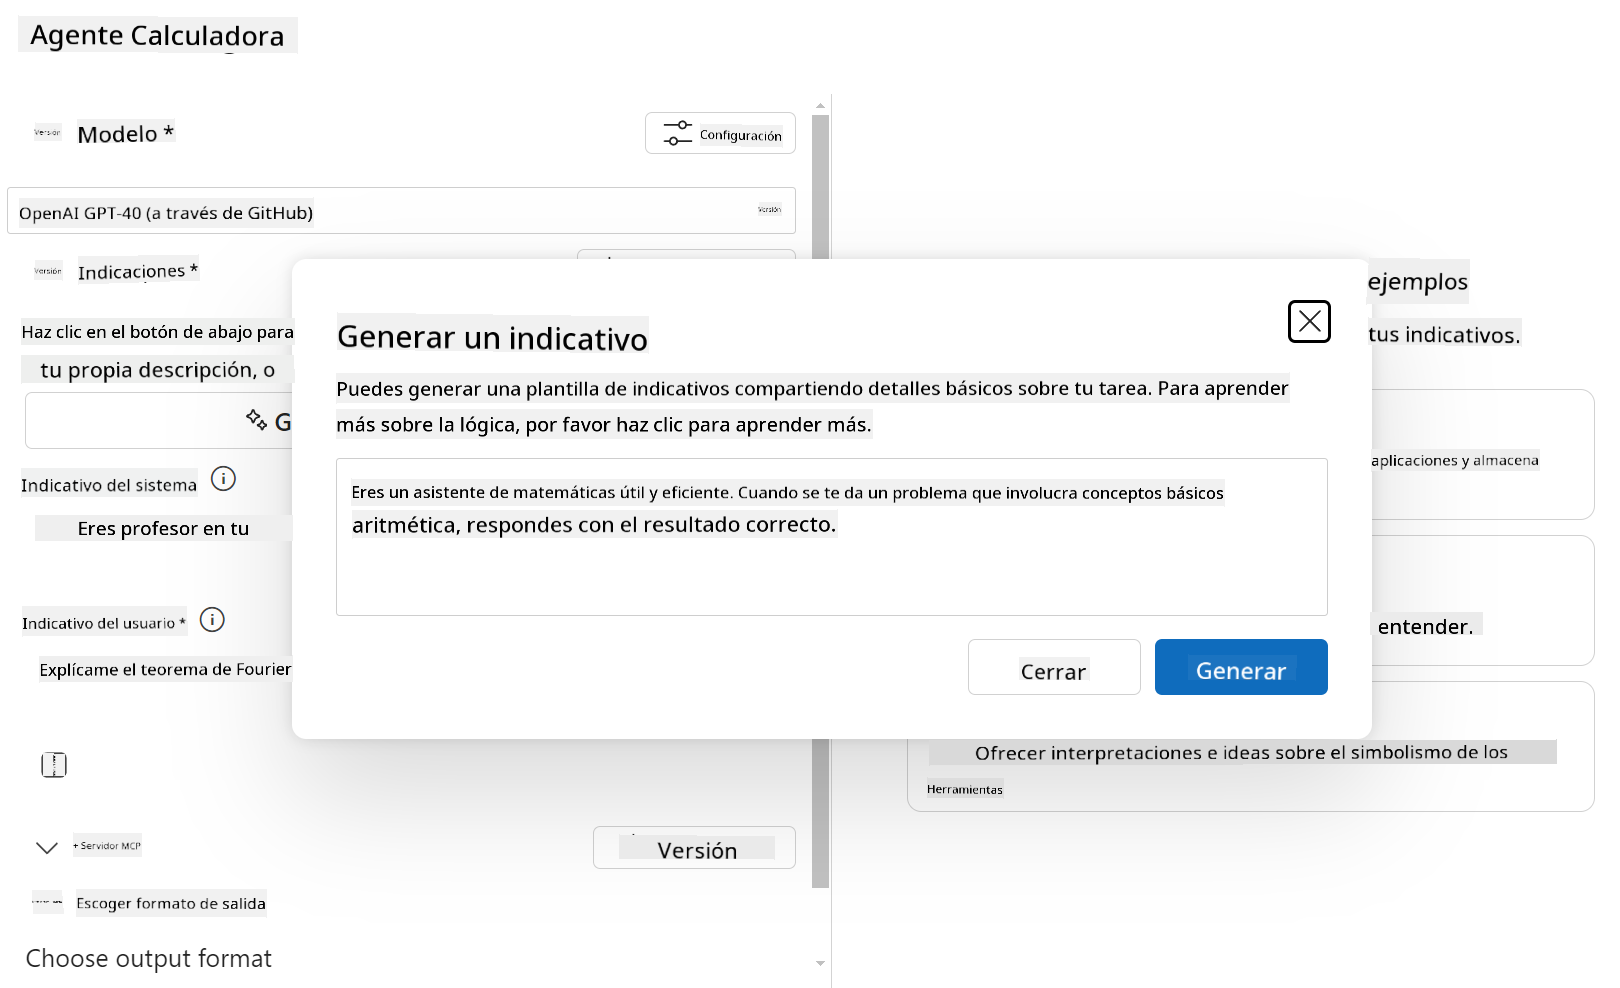 Agente Calculadora
Versión
Modelo *
Configuración
OpenAI GPT-40 (a través de GitHub)
Versión
Versión
Indicaciones *
Haz clic en el botón de abajo para
tu propia descripción, o
G
Indicativo del sistema
Eres profesor en tu
Indicativo del usuario *
Explícame el teorema de Fourier
+ Servidor MCP
Versión
Escoger formato de salida
Choose output format
Generar un indicativo
Puedes generar una plantilla de indicativos compartiendo detalles básicos sobre tu tarea. Para aprender
más sobre la lógica, por favor haz clic para aprender más.
Eres un asistente de matemáticas útil y eficiente. Cuando se te da un problema que involucra conceptos básicos
aritmética, respondes con el resultado correcto.
Cerrar
Generar
ejemplos
tus indicativos.
aplicaciones y almacena
entender.
Ofrecer interpretaciones e ideas sobre el simbolismo de los
Herramientas